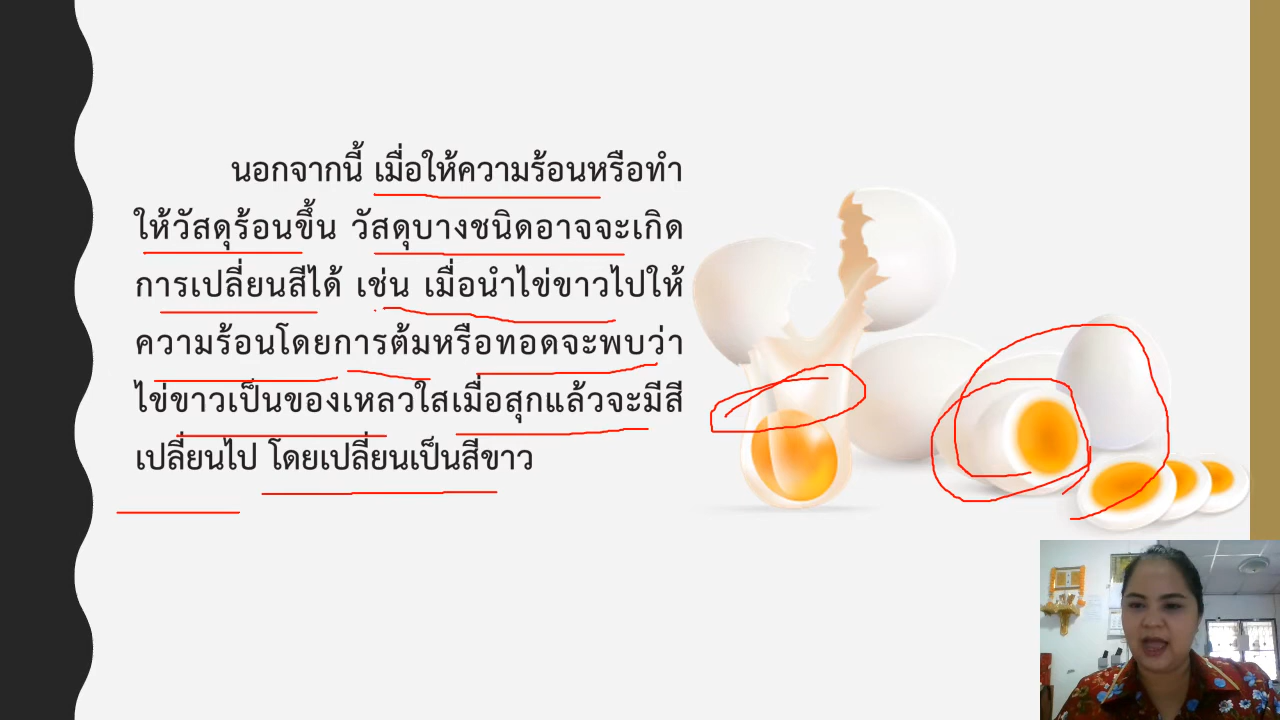 นอกจากนี้ เมื่อให้ความร้อนหรือทำ
ให้วัสดุร้อนขึ้น วัสดุบางชนิดอาจจะเกิด
การเปลี่ยนสีได้ เช่น เมื่อนำไข่ขาวไปให้
ความร้อนโดยการต้มหรือทอดจะพบว่า
ไข่ขาวเป็นของเหลวใสเมื่อสุกแล้วจะมีสี
เปลี่ยนไป โดยเปลี่ยนเป็นสีขาว